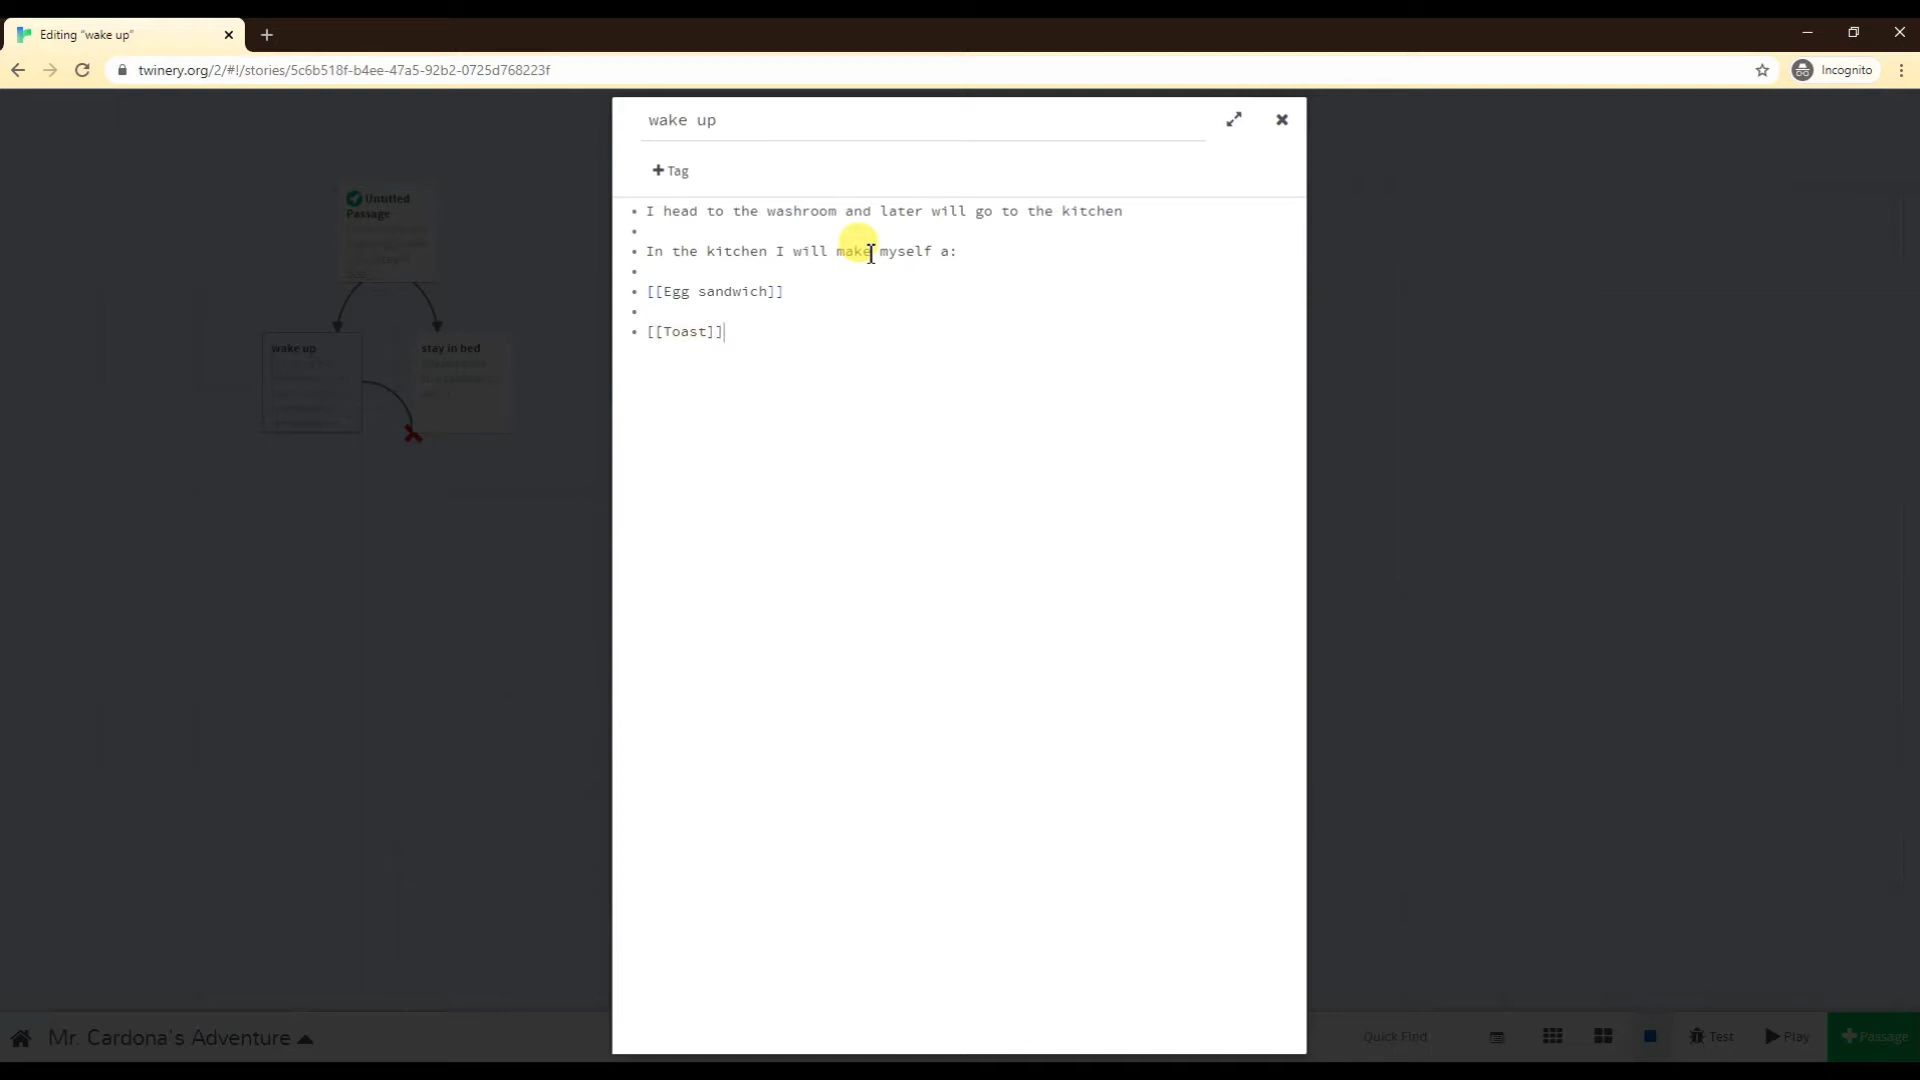 Editing "wake up"
twinery.org/2/#!/stories/5c6b518f-b4ee-47a5-92b2-0725d768223f
Incognito
wake up
Tag
I head to the washroom and later will go to the kitchen
In the kitchen I will make myself a:
[[Egg sandwich]]
[[Toast]]
Untitled
Passage
wake up
stay in bed
Mr. Cardona's Adventure
Quick Find
Test
Play
Passage